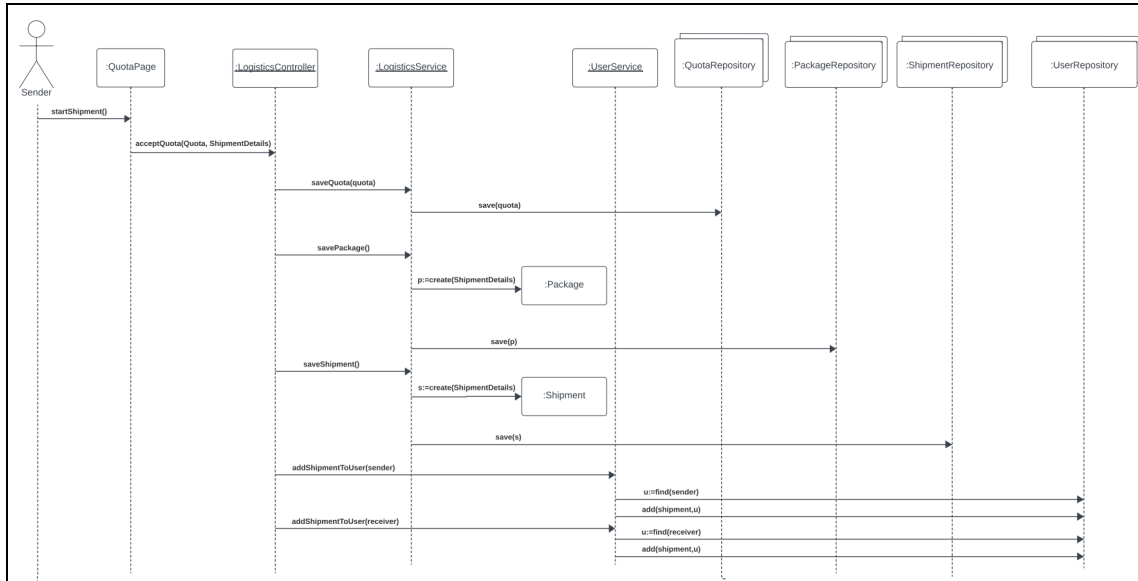 Sender
:QuotaPage
:LogisticsController
:LogisticsService
:UserService
:QuotaRepository
:PackageRepository
:ShipmentRepository
:UserRepository
startShipment()
acceptQuota(Quota, ShipmentDetails)
saveQuota(quota)
save(quota)
savePackage()
p:=create(ShipmentDetails)
:Package
save(p)
saveShipment()
s:=create(ShipmentDetails)
:Shipment
save(s)
addShipmentToUser(sender)
u:=find(sender)
add(shipment,u)
addShipmentToUser(receiver)
u:=find(receiver)
add(shipment,u)